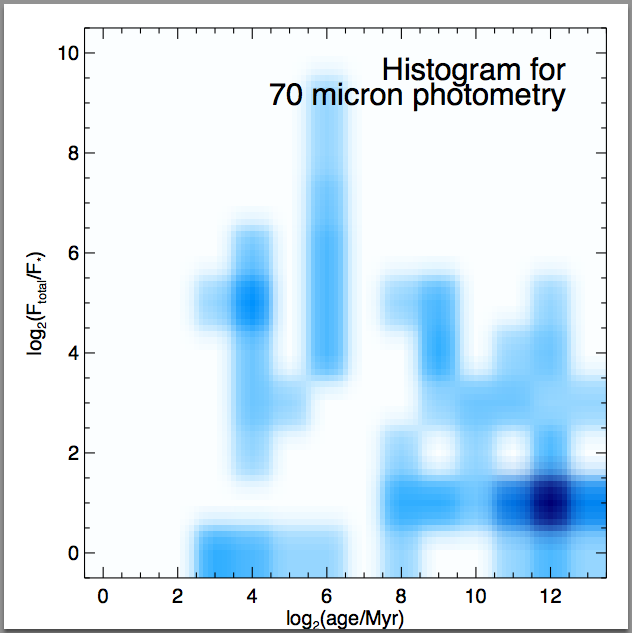 Histogram for
70 micron photometry
10
8
6
4
2
0
log₂(F_total/F_*)
0 2 4 6 8 10 12
log₂(age/Myr)